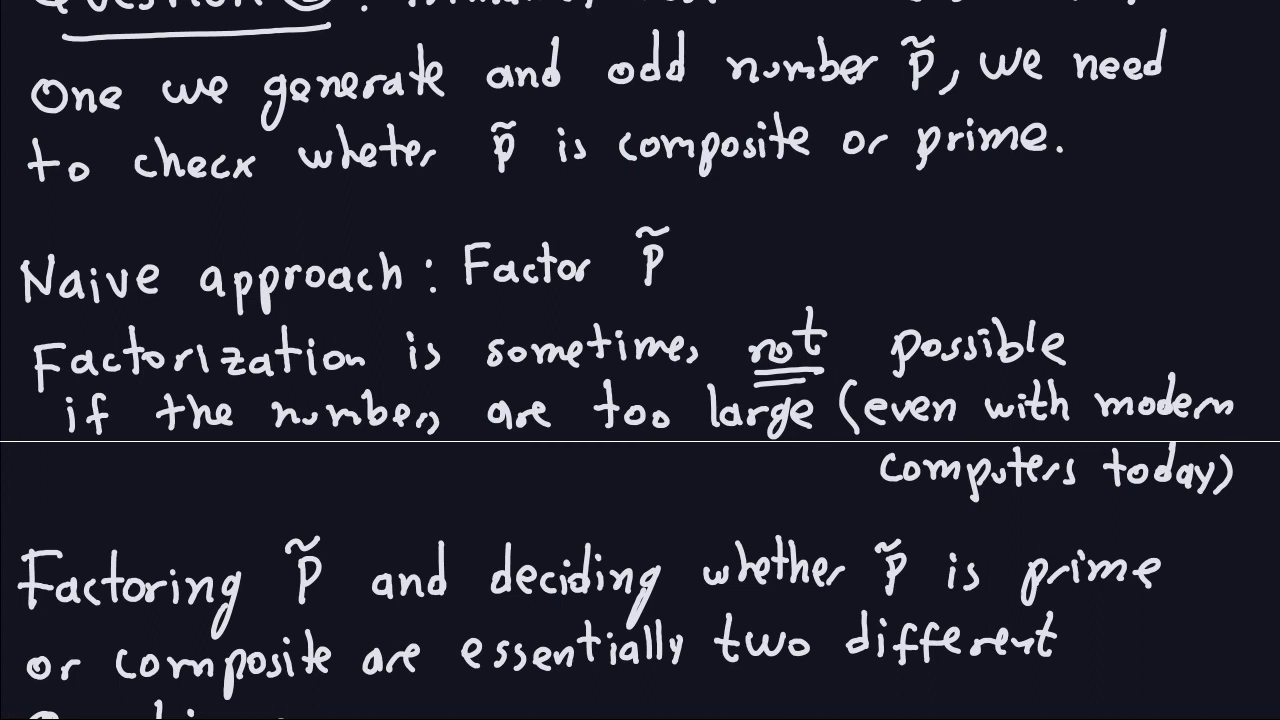 One we generate and odd number p̃, we need
to check wheter p̃ is composite or prime.
Naive approach : Factor p̃
Factorization is sometimes not possible
if the numbers are too large (even with modern
computers today)
Factoring p̃ and deciding whether p̃ is prime
or composite are essentially two different